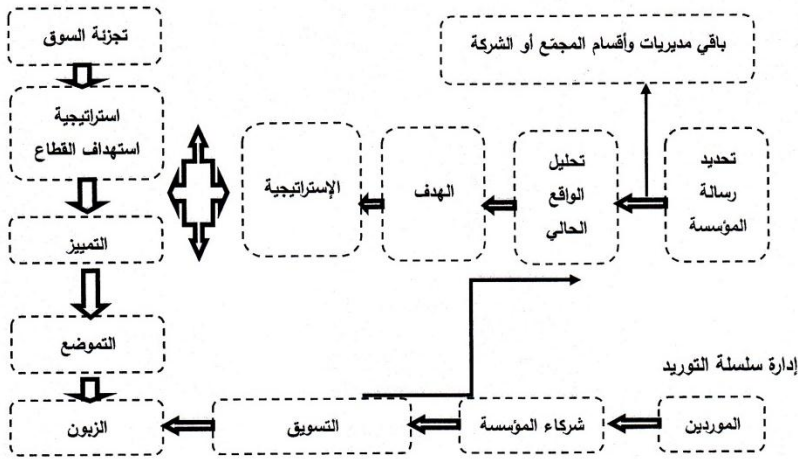 تجزئة السوق
باقي مديريات وأقسام المجمّع أو الشركة
استراتيجية
استهداف القطاع
تحديد
رسالة
المؤسسة
تحليل
الواقع
الحالي
الهدف
الإستراتيجية
التمييز
التموضع
إدارة سلسلة التوريد
الموردين
شركاء المؤسسة
التسويق
الزبون